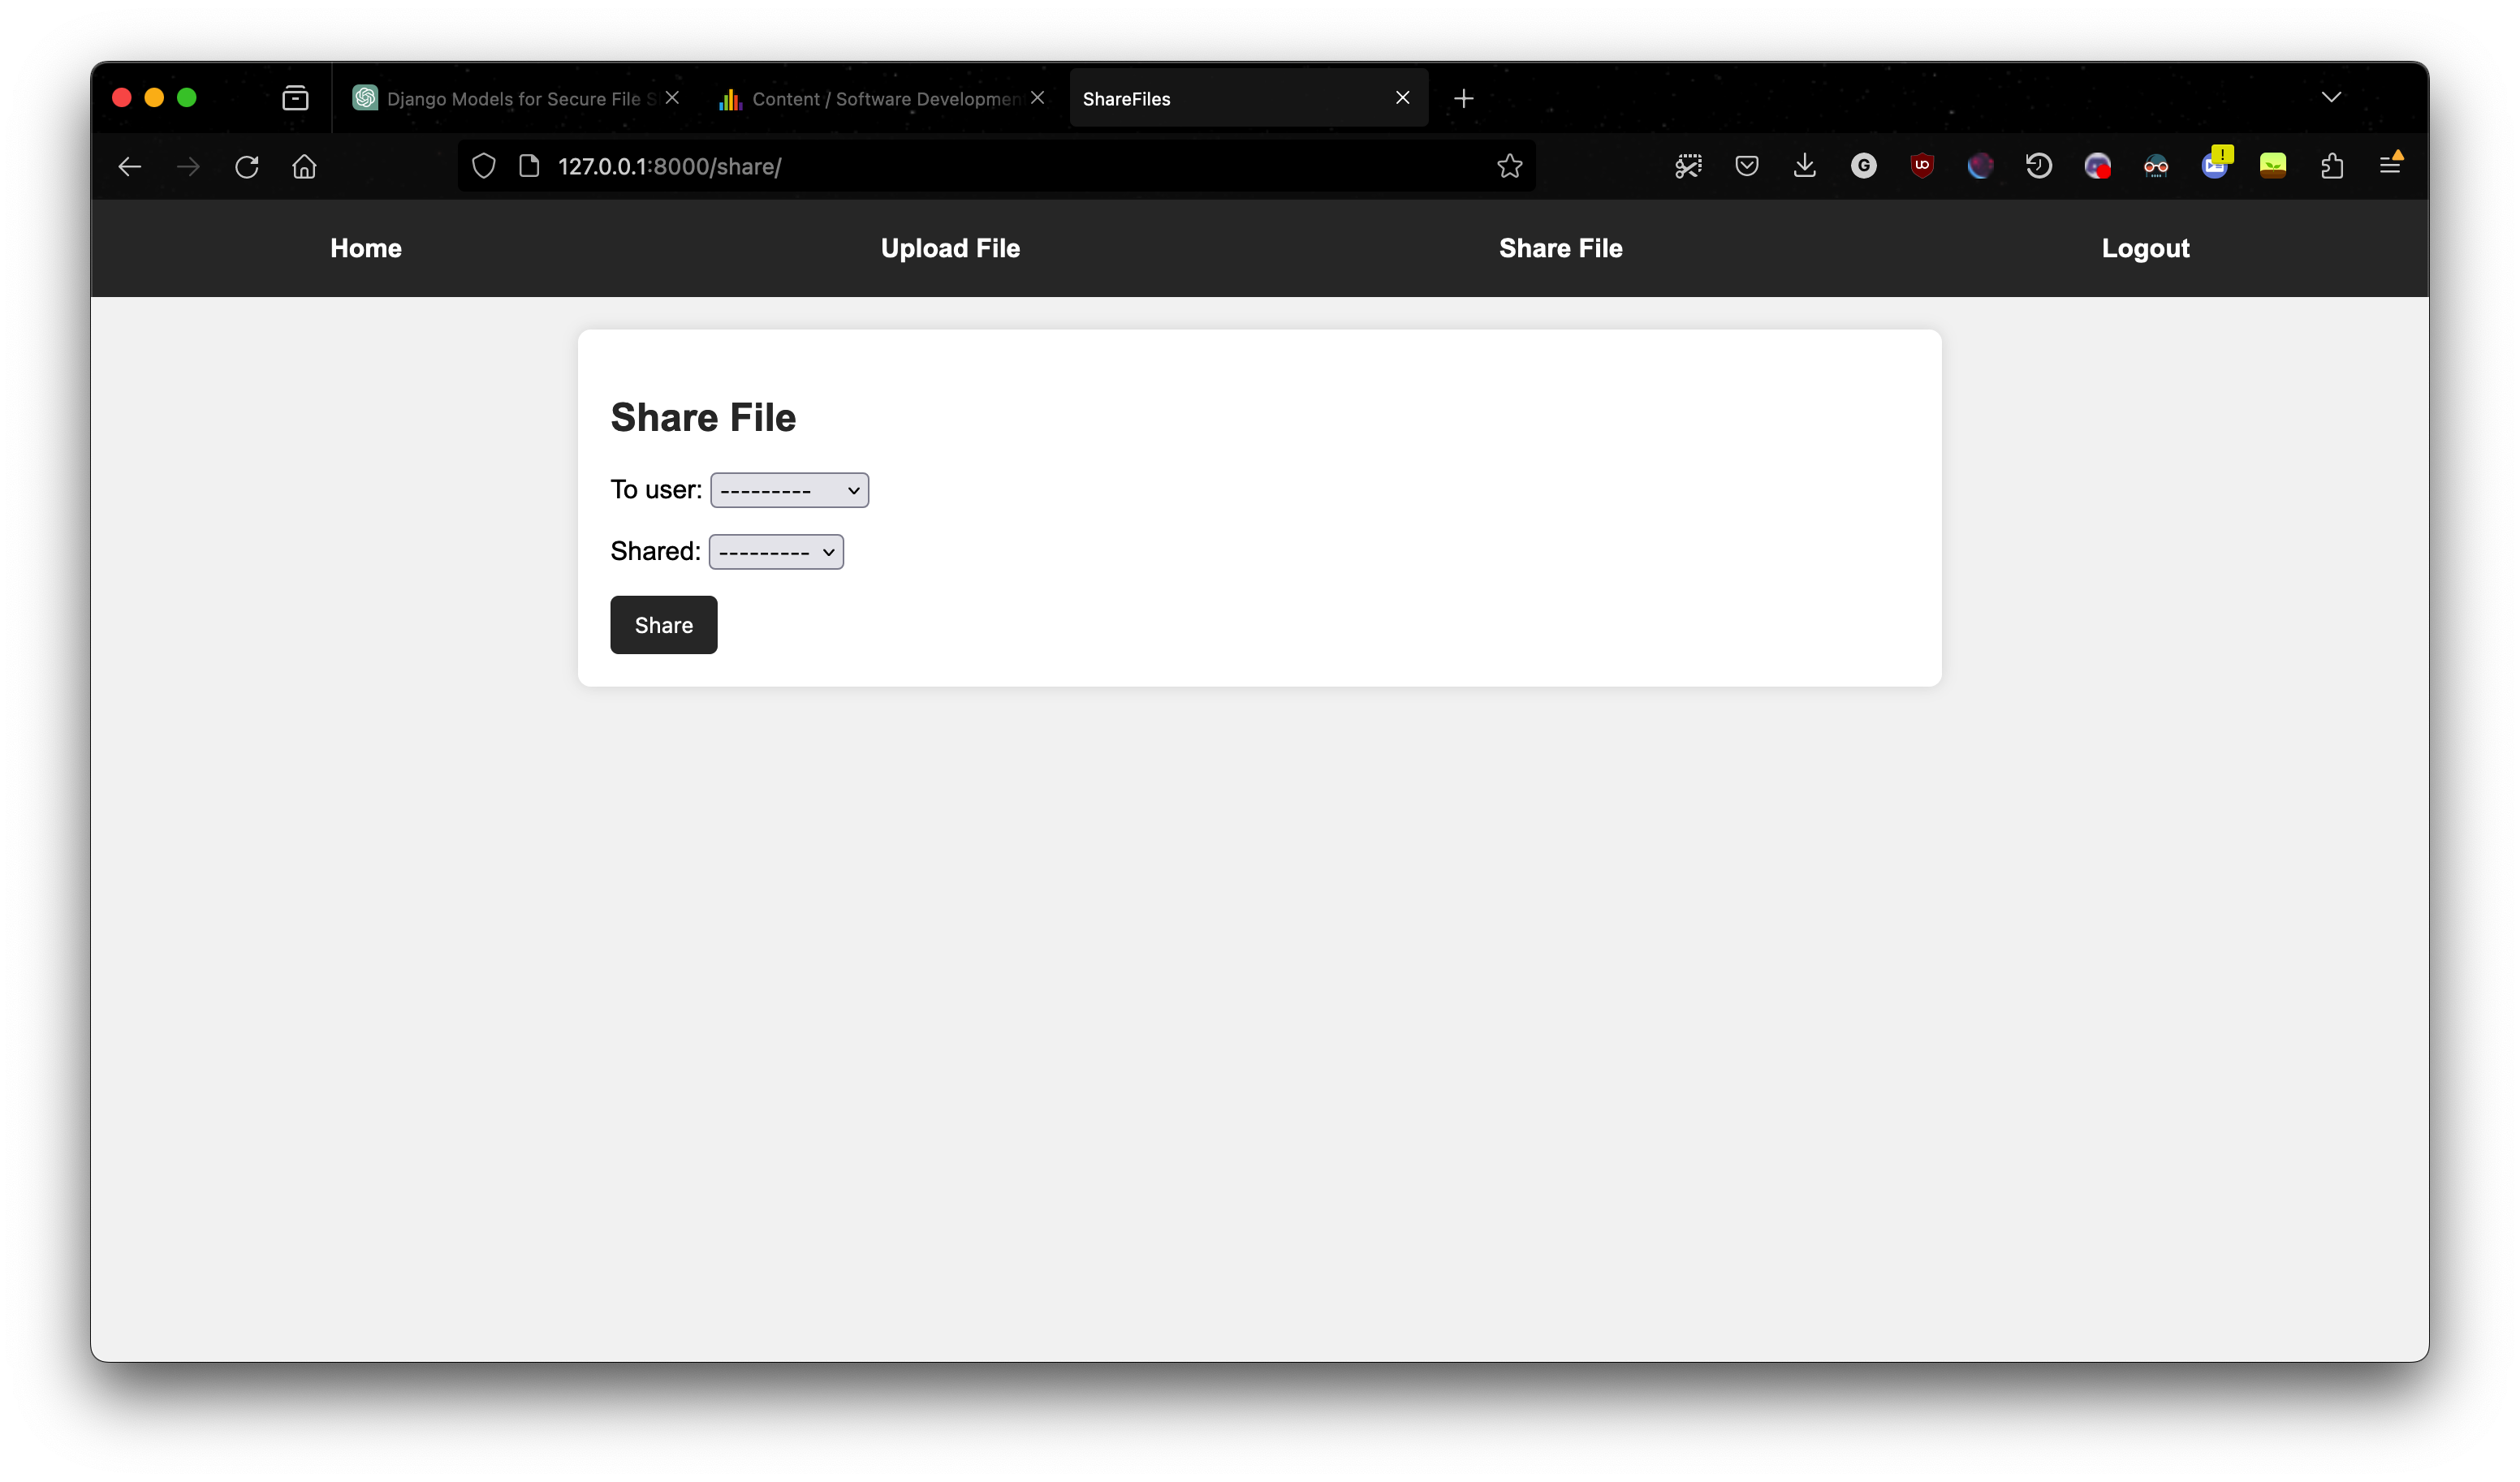 Django Models for Secure File S
Content / Software Developmen
ShareFiles
127.0.0.1:8000/share/
Home
Upload File
Share File
Logout
Share File
To user: ---------
Shared: ---------
Share